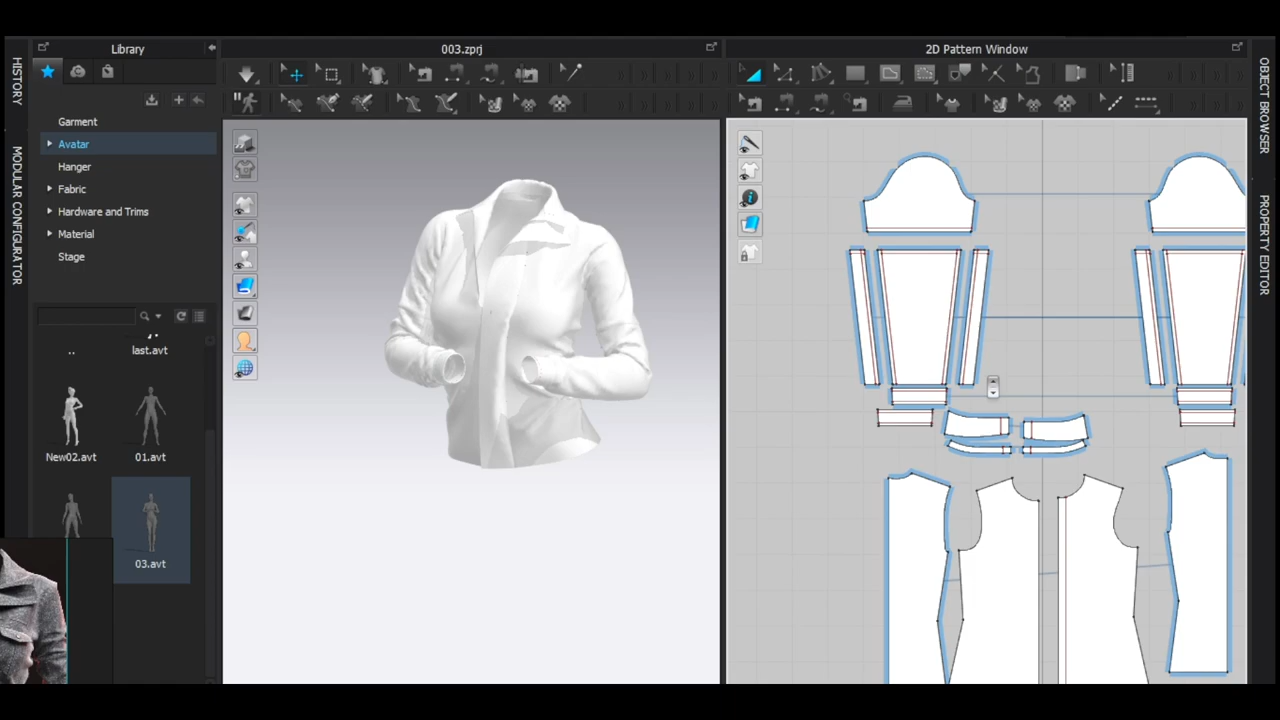 Library
003.zprj
2D Pattern Window
HISTORY
MODULAR CONFIGURATOR
OBJECT BROWSER
PROPERTY EDITOR
Garment
Avatar
Hanger
Fabric
Hardware and Trims
Material
Stage
..
last.avt
New02.avt
01.avt
03.avt